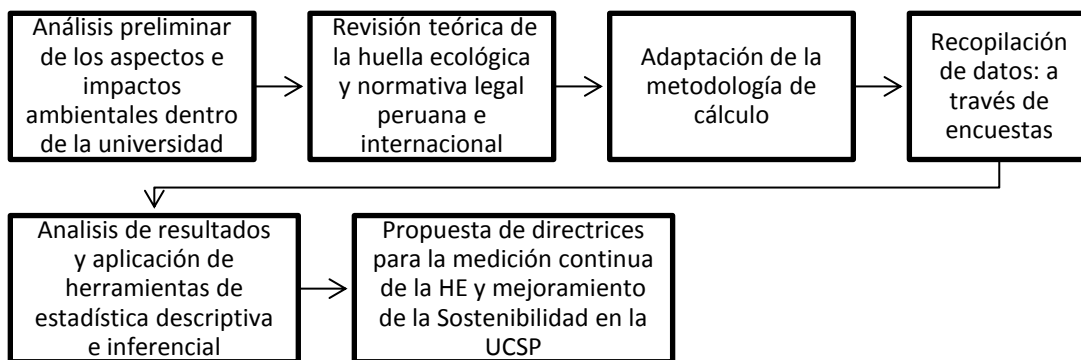 Análisis preliminar
de los aspectos e
impactos
ambientales dentro
de la universidad
Revisión teórica de
la huella ecológica
y normativa legal
peruana e
internacional
Adaptación de la
metodología de
cálculo
Recopilación
de datos: a
través de
encuestas
Analisis de resultados
y aplicación de
herramientas de
estadística descriptiva
e inferencial
Propuesta de directrices
para la medición continua
de la HE y mejoramiento
de la Sostenibilidad en la
UCSP